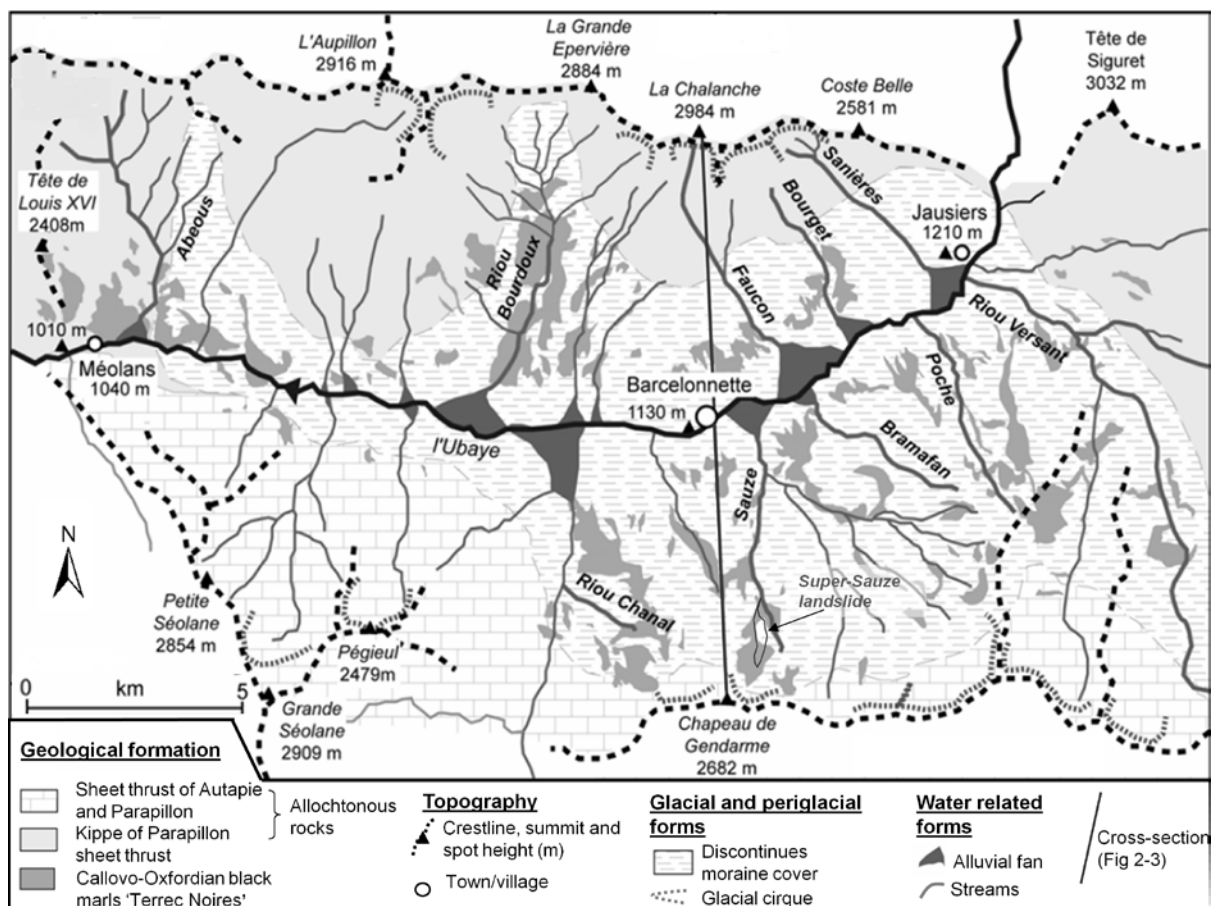 L'Aupillon
2916 m
La Grande
Epervière
2884 m
La Chalanche
2984 m
Coste Belle
2581 m
Tête de
Siguret
3032 m
Tête de
Louis XVI
2408m
Abeous
Riou
Bourdoux
Faucon
Bourget
Sanières
Jausiers
1210 m
Riou Versant
1010 m
Méolans
1040 m
l'Ubaye
Barcelonnette
1130 m
Poche
Bramafan
Sauze
Super-Sauze
landslide
Riou Chanal
N
Petite
Séolane
2854 m
Pégieul
2479m
Grande
Séolane
2909 m
Chapeau de
Gendarme
2682 m
0 km 5
Geological formation
Sheet thrust of Autapie
and Parapillon
Kippe of Parapillon
sheet thrust
Allochtonous
rocks
Callovo-Oxfordian black
marls 'Terrec Noires'
Topography
Crestline, summit and
spot height (m)
Town/village
Glacial and periglacial
forms
Discontinues
moraine cover
Glacial cirque
Water related
forms
Alluvial fan
Streams
Cross-section
(Fig 2-3)